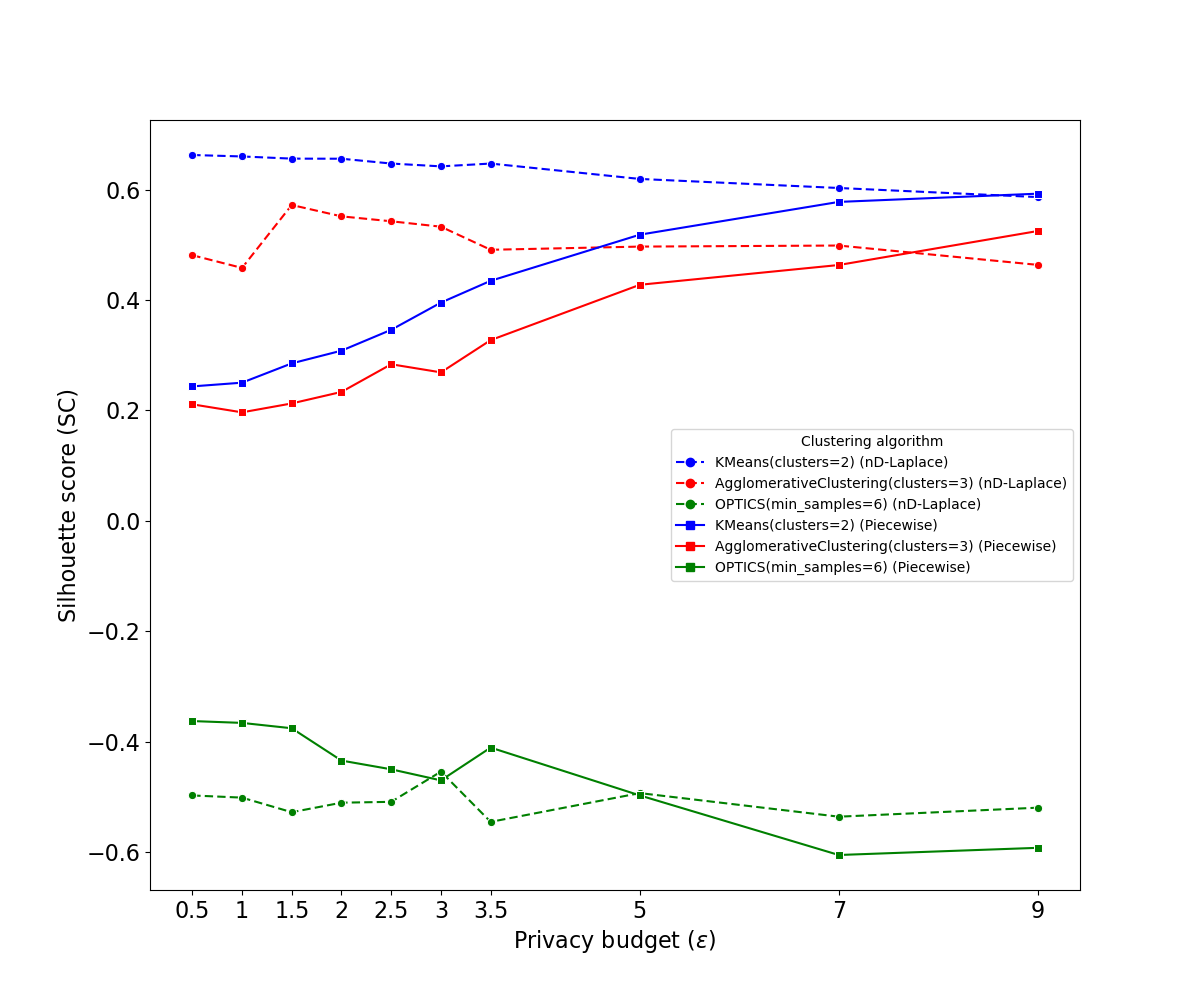 0.6
0.4
0.2
0.0
−0.2
−0.4
−0.6
Silhouette score (SC)
Clustering algorithm
KMeans(clusters=2) (nD-Laplace)
AgglomerativeClustering(clusters=3) (nD-Laplace)
OPTICS(min_samples=6) (nD-Laplace)
KMeans(clusters=2) (Piecewise)
AgglomerativeClustering(clusters=3) (Piecewise)
OPTICS(min_samples=6) (Piecewise)
0.5 1 1.5 2 2.5 3 3.5 5 7 9
Privacy budget (ε)